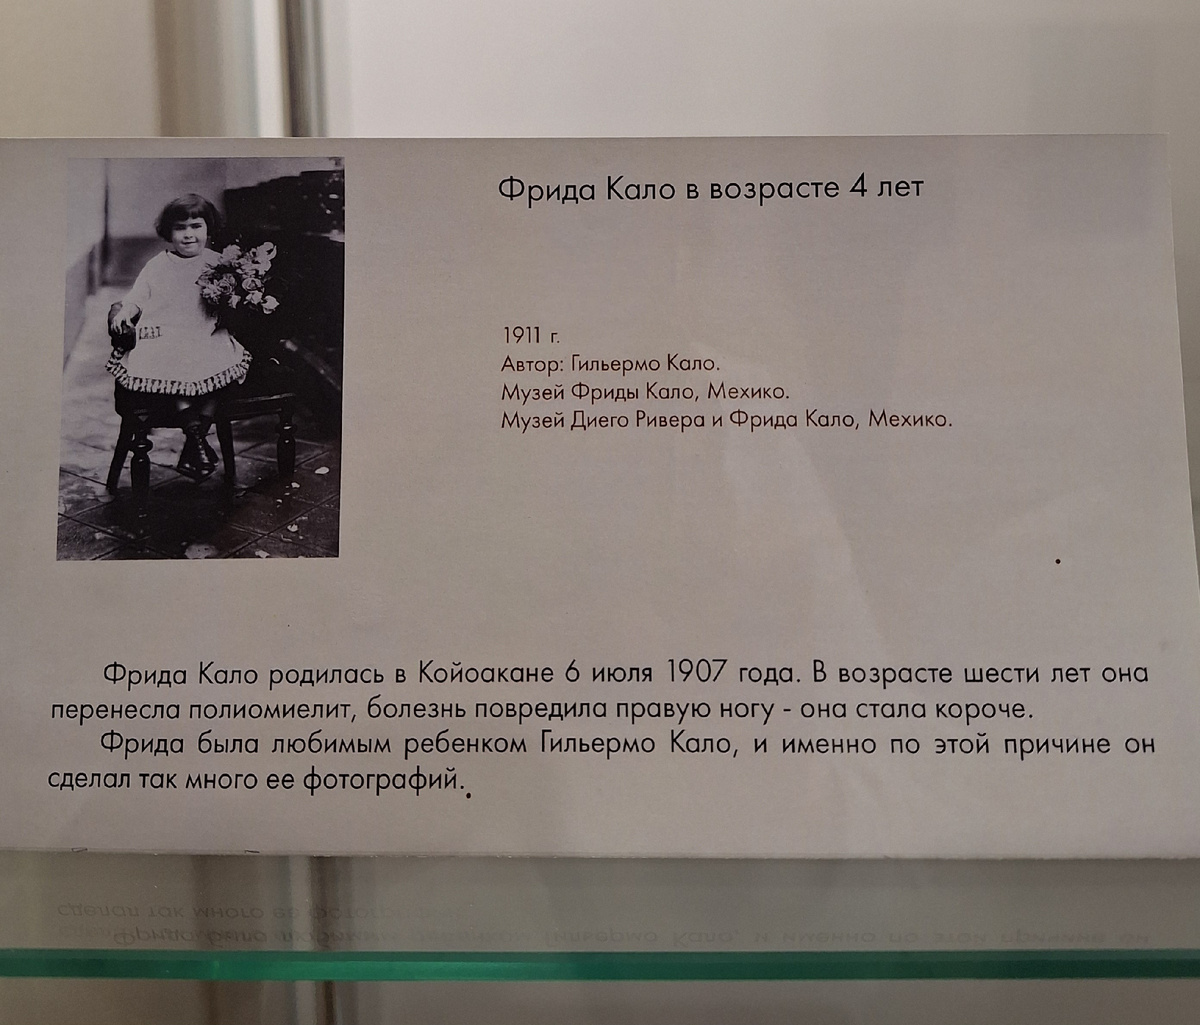 Фрида Кало в возрасте 4 лет
1911 г.
Автор: Гильермо Кало.
Музей Фриды Кало, Мехико.
Музей Диего Ривера и Фрида Кало, Мехико.
Фрида Кало родилась в Койоакане 6 июля 1907 года. В возрасте шести лет она
перенесла полиомиелит, болезнь повредила правую ногу - она стала короче.
Фрида была любимым ребенком Гильермо Кало, и именно по этой причине он
сделал так много ее фотографий.